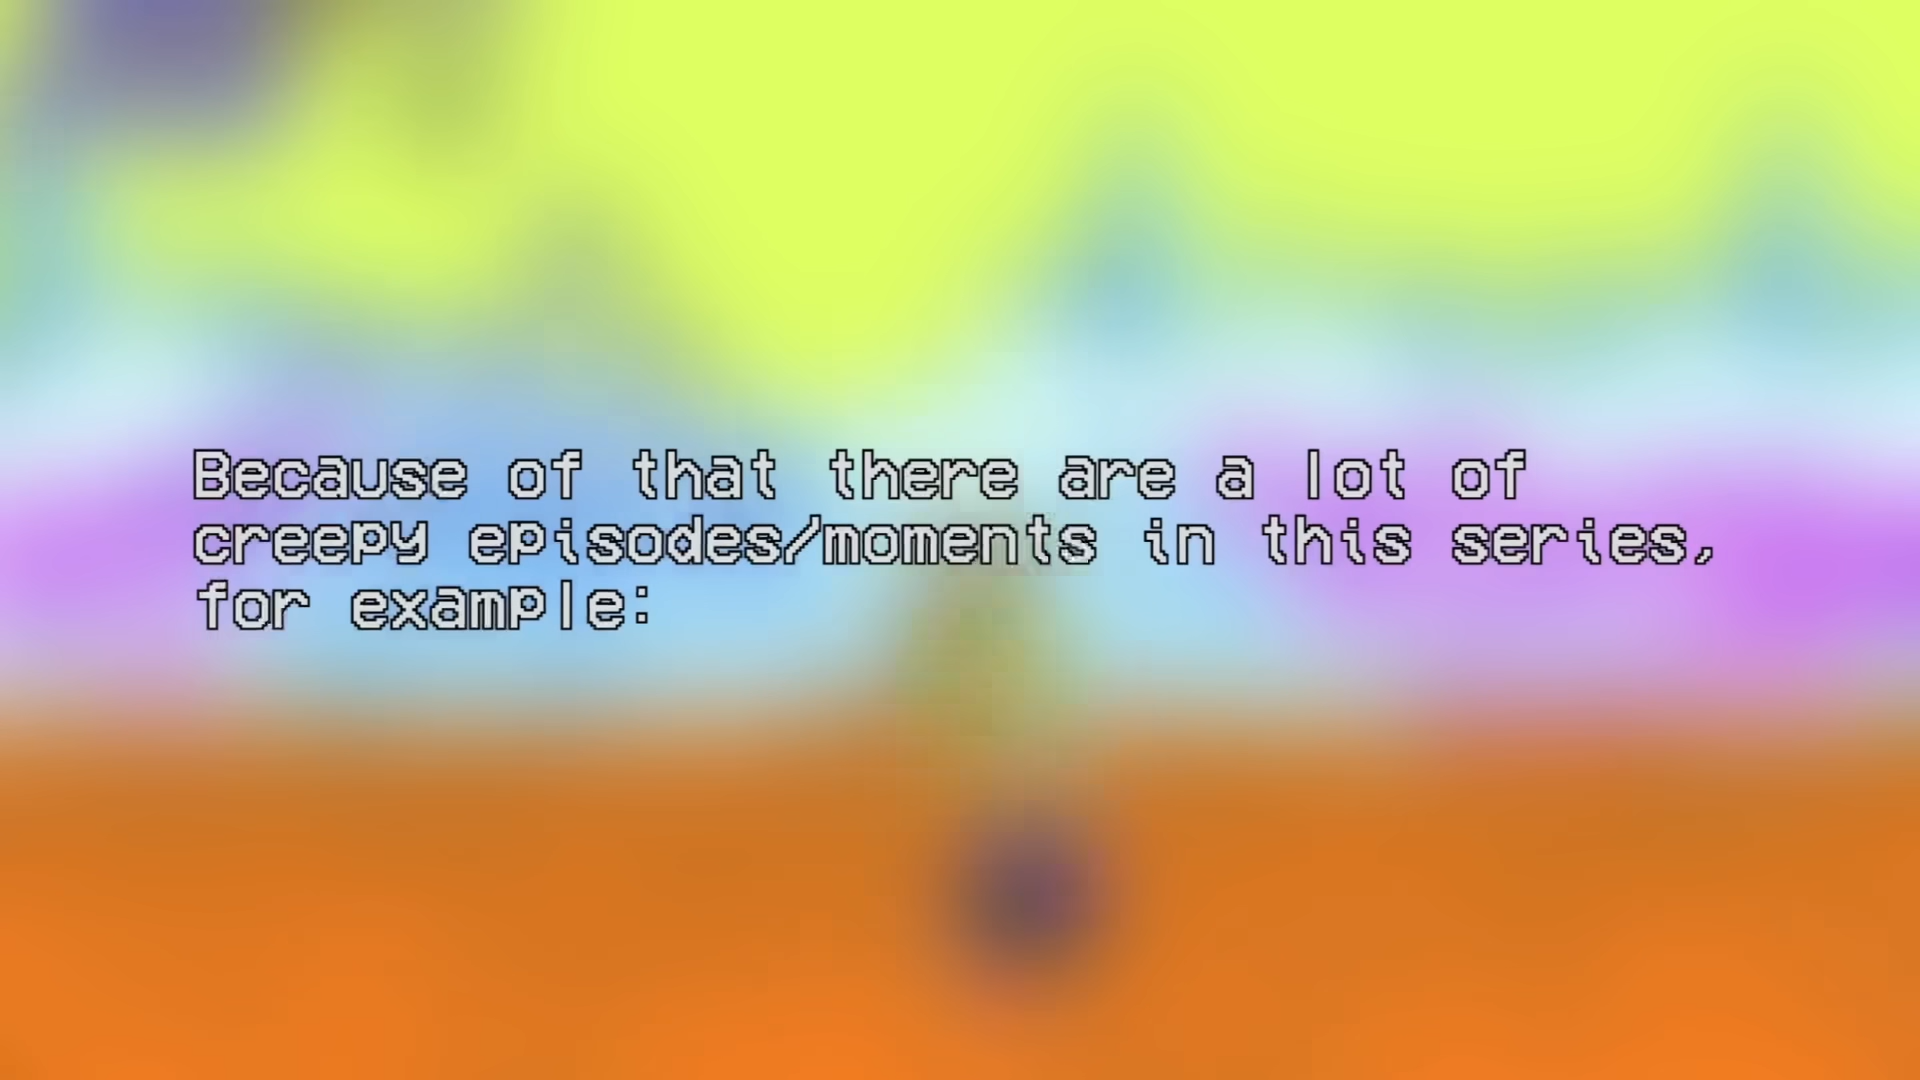 Because of that there are a lot of
creepy episodes/moments in this series,
for example: